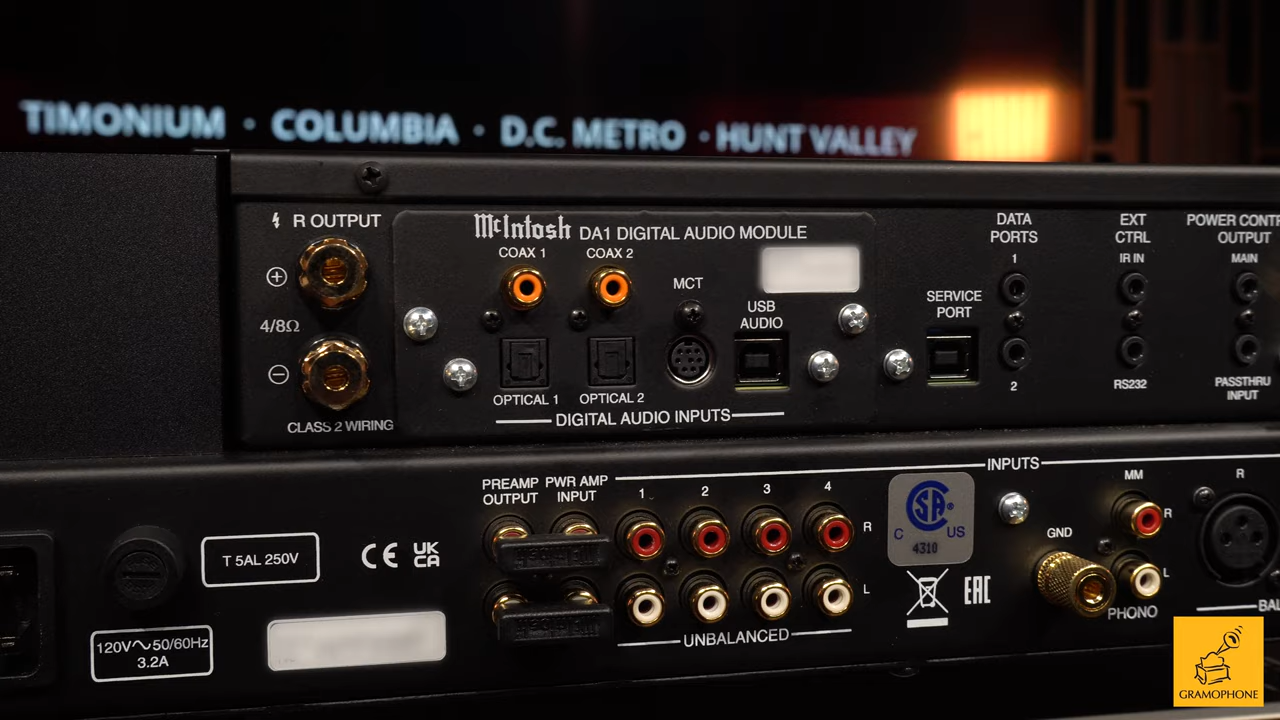 TIMONIUM · COLUMBIA · D.C. METRO · HUNT VALLEY
R OUTPUT
4/8Ω
CLASS 2 WIRING
McIntosh DA1 DIGITAL AUDIO MODULE
COAX 1
COAX 2
MCT
USB
AUDIO
OPTICAL 1
OPTICAL 2
DIGITAL AUDIO INPUTS
SERVICE
PORT
DATA
PORTS
1
2
EXT
CTRL
IR IN
RS232
POWER CONTR
OUTPUT
MAIN
PASSTHRU
INPUT
T 5AL 250V
120V~50/60Hz
3.2A
CE
UK
CA
PREAMP
OUTPUT
PWR AMP
INPUT
INPUTS
1
2
3
4
R
L
UNBALANCED
SA
C US
4310
EAC
GND
MM
R
L
PHONO
R
BAL
GRAMOPHONE